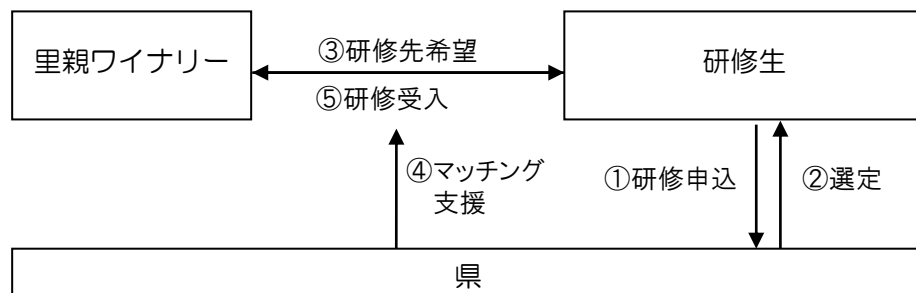 里親ワイナリー
③研修先希望
研修生
⑤研修受入
④マッチング
支援
①研修申込
②選定
県